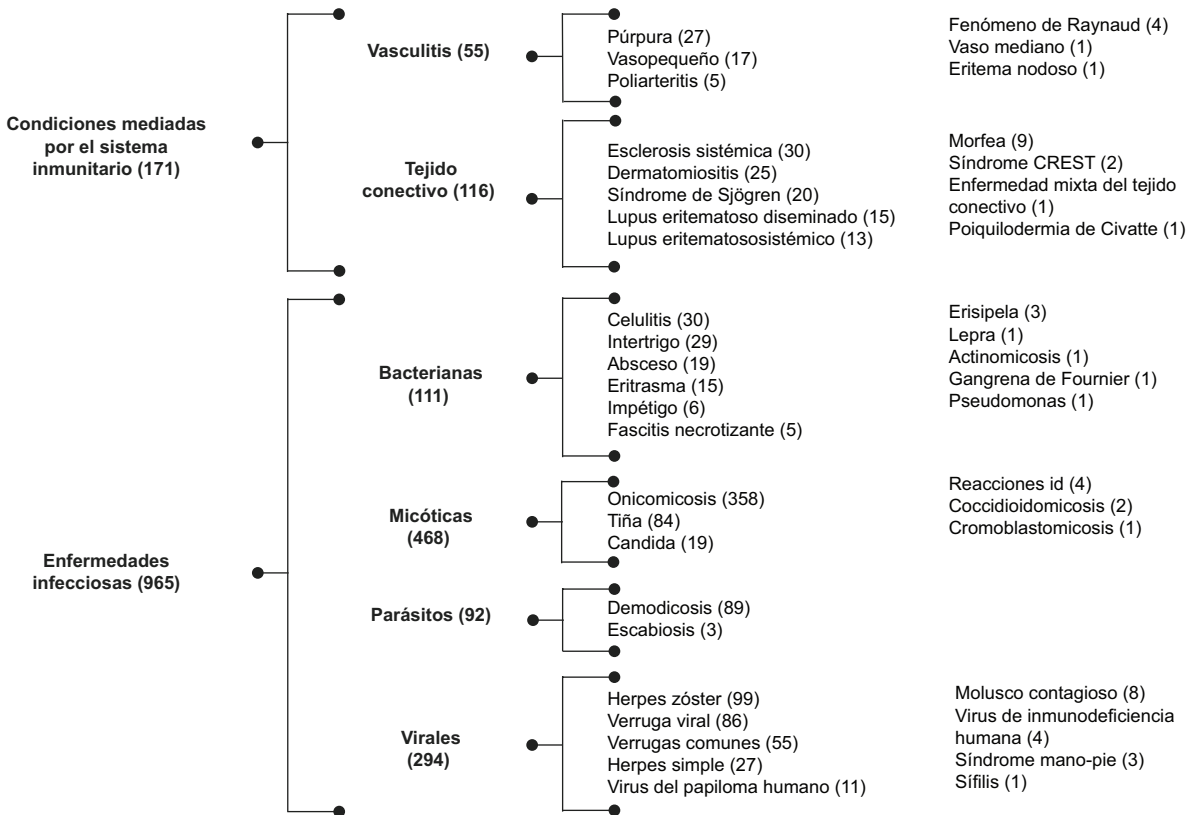 Condiciones mediadas
por el sistema
inmunitario (171)
Vasculitis (55)
Púrpura (27)
Vasopequeño (17)
Poliarteritis (5)
Fenómeno de Raynaud (4)
Vaso mediano (1)
Eritema nodoso (1)
Tejido
conectivo (116)
Esclerosis sistémica (30)
Dermatomiositis (25)
Síndrome de Sjögren (20)
Lupus eritematoso diseminado (15)
Lupus eritematososistémico (13)
Morfea (9)
Síndrome CREST (2)
Enfermedad mixta del tejido
conectivo (1)
Poiquilodermia de Civatte (1)
Enfermedades
infecciosas (965)
Bacterianas
(111)
Celulitis (30)
Intertrigo (29)
Absceso (19)
Eritrasma (15)
Impétigo (6)
Fascitis necrotizante (5)
Erisipela (3)
Lepra (1)
Actinomicosis (1)
Gangrena de Fournier (1)
Pseudomonas (1)
Micóticas
(468)
Onicomicosis (358)
Tiña (84)
Candida (19)
Reacciones id (4)
Coccidioidomicosis (2)
Cromoblastomicosis (1)
Parásitos (92)
Demodicosis (89)
Escabiosis (3)
Virales
(294)
Herpes zóster (99)
Verruga viral (86)
Verrugas comunes (55)
Herpes simple (27)
Virus del papiloma humano (11)
Molusco contagioso (8)
Virus de inmunodeficiencia
humana (4)
Síndrome mano-pie (3)
Sífilis (1)